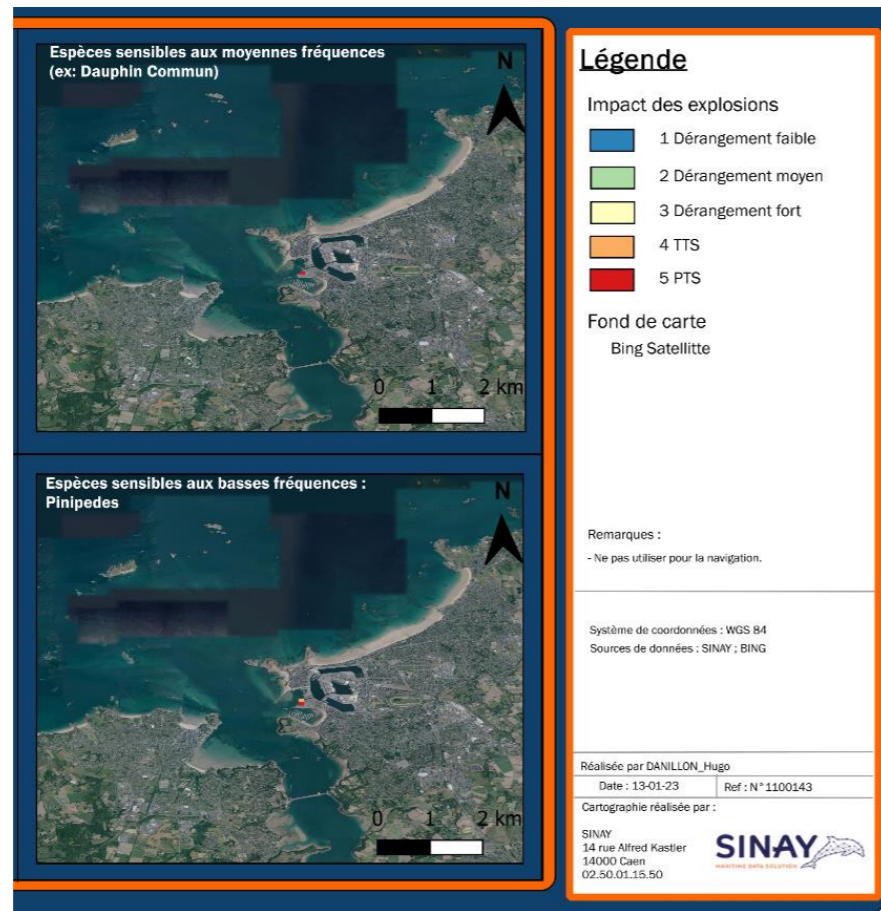 Espèces sensibles aux moyennes fréquences
(ex: Dauphin Commun)
N
0 1 2 km
Espèces sensibles aux basses fréquences :
Pinipedes
N
0 1 2 km
Légende
Impact des explosions
1 Dérangement faible
2 Dérangement moyen
3 Dérangement fort
4 TTS
5 PTS
Fond de carte
Bing Satellitte
Remarques :
- Ne pas utiliser pour la navigation.
Système de coordonnées : WGS 84
Sources de données : SINAY ; BING
Réalisée par DANILLON_Hugo
Date : 13-01-23 Ref : N°1100143
Cartographie réalisée par :
SINAY
14 rue Alfred Kastler
14000 Caen
02.50.01.15.50
SINAY
MARITIME DATA SOLUTION